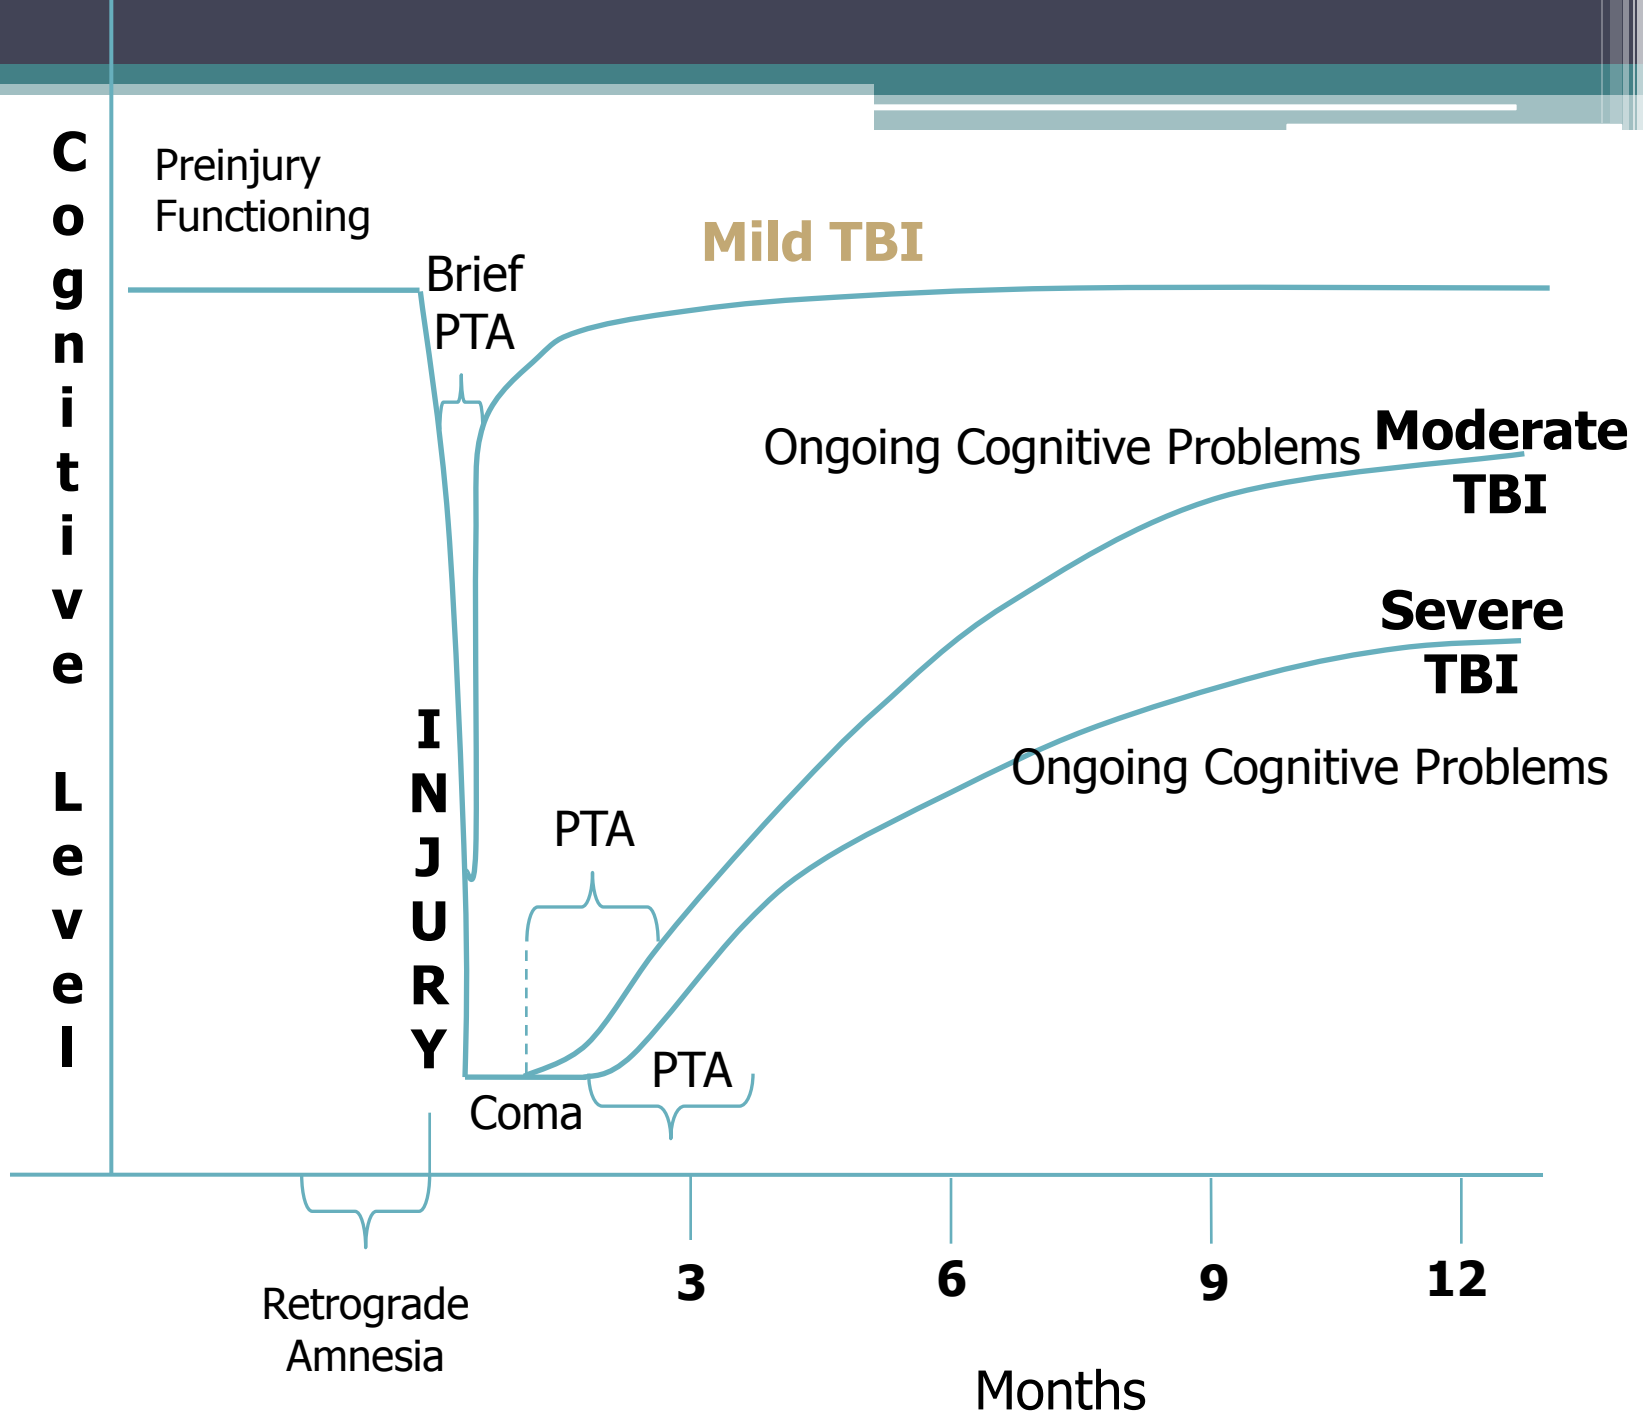 Cognitive Level
Preinjury
Functioning
Brief
PTA
Mild TBI
Ongoing Cognitive Problems
Moderate
TBI
Severe
TBI
Ongoing Cognitive Problems
INJURY
PTA
PTA
Coma
3
6
9
12
Retrograde
Amnesia
Months